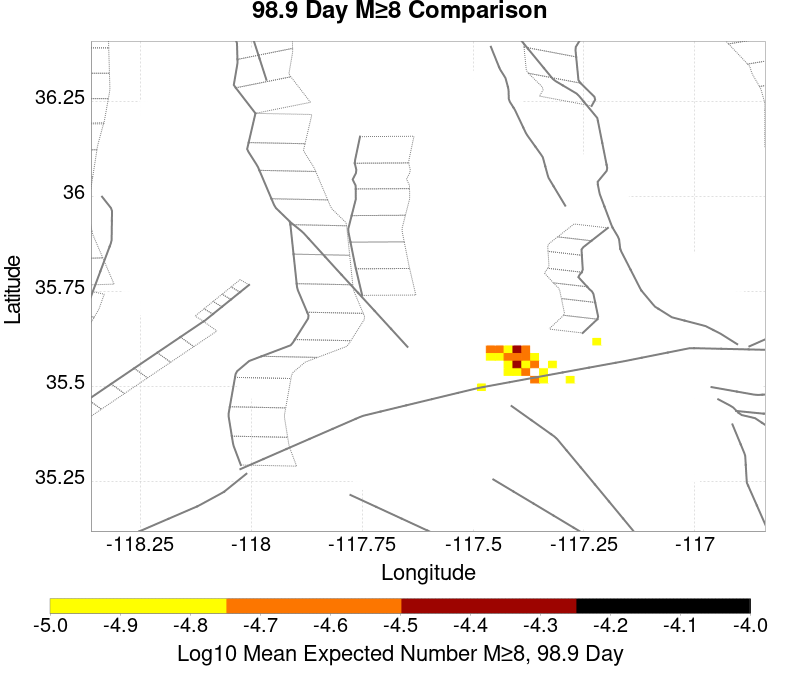 98.9 Day M≥8 Comparison
36.25
36
35.75
35.5
35.25
Latitude
-118.25 -118 -117.75 -117.5 -117.25 -117
Longitude
-5.0 -4.9 -4.8 -4.7 -4.6 -4.5 -4.4 -4.3 -4.2 -4.1 -4.0
Log10 Mean Expected Number M≥8, 98.9 Day